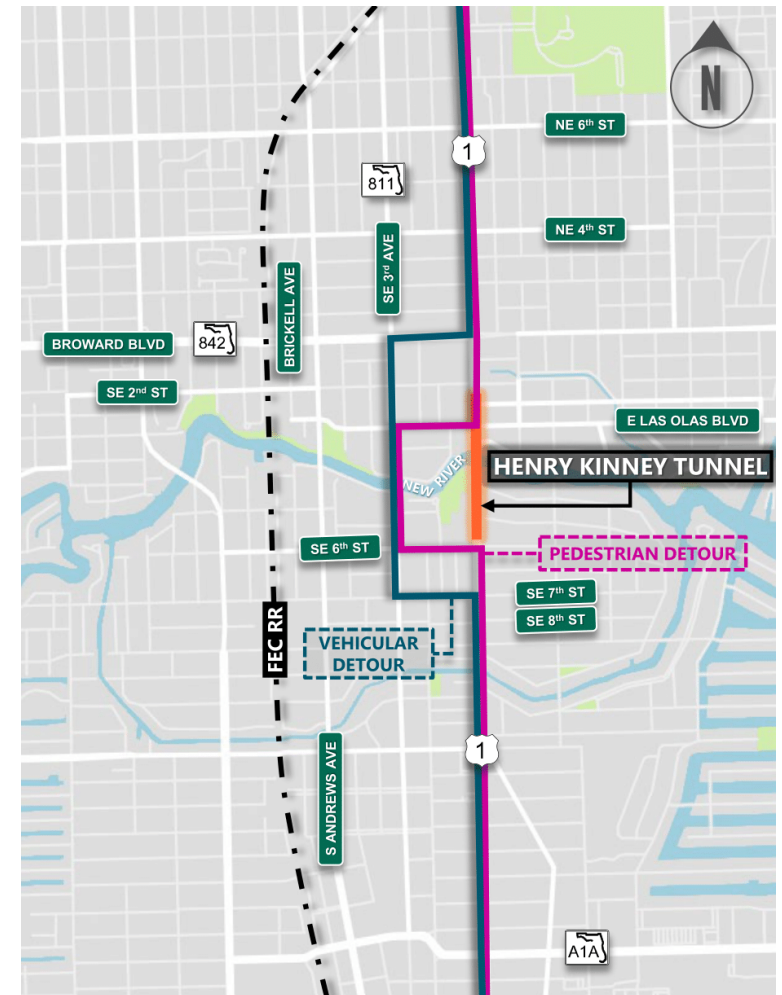 N
NE 6th ST
1
811
NE 4th ST
SE 3rd AVE
BRICKELL AVE
BROWARD BLVD
842
SE 2nd ST
E LAS OLAS BLVD
HENRY KINNEY TUNNEL
NEW RIVER
SE 6th ST
PEDESTRIAN DETOUR
SE 7th ST
SE 8th ST
FEC RR
VEHICULAR
DETOUR
1
S ANDREWS AVE
A1A